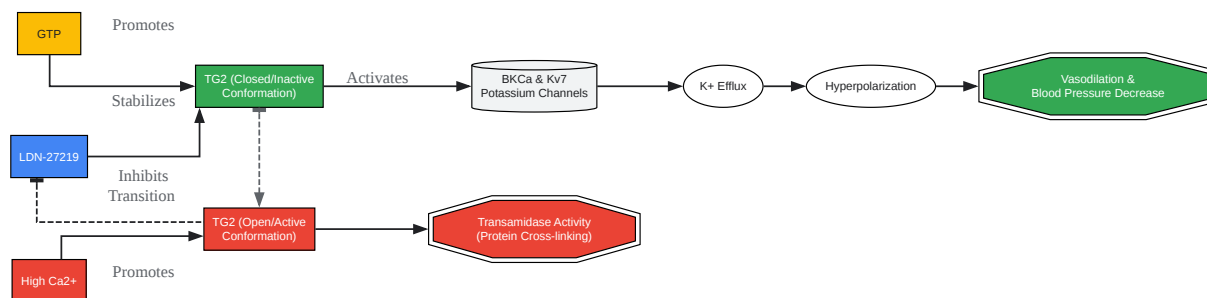 Promotes
GTP
TG2 (Closed/Inactive
Conformation)
Activates
BKCa & Kv7
Potassium Channels
K+ Efflux
Hyperpolarization
Vasodilation &
Blood Pressure Decrease
Stabilizes
LDN-27219
Inhibits
Transition
TG2 (Open/Active
Conformation)
Transamidase Activity
(Protein Cross-linking)
Promotes
High Ca2+